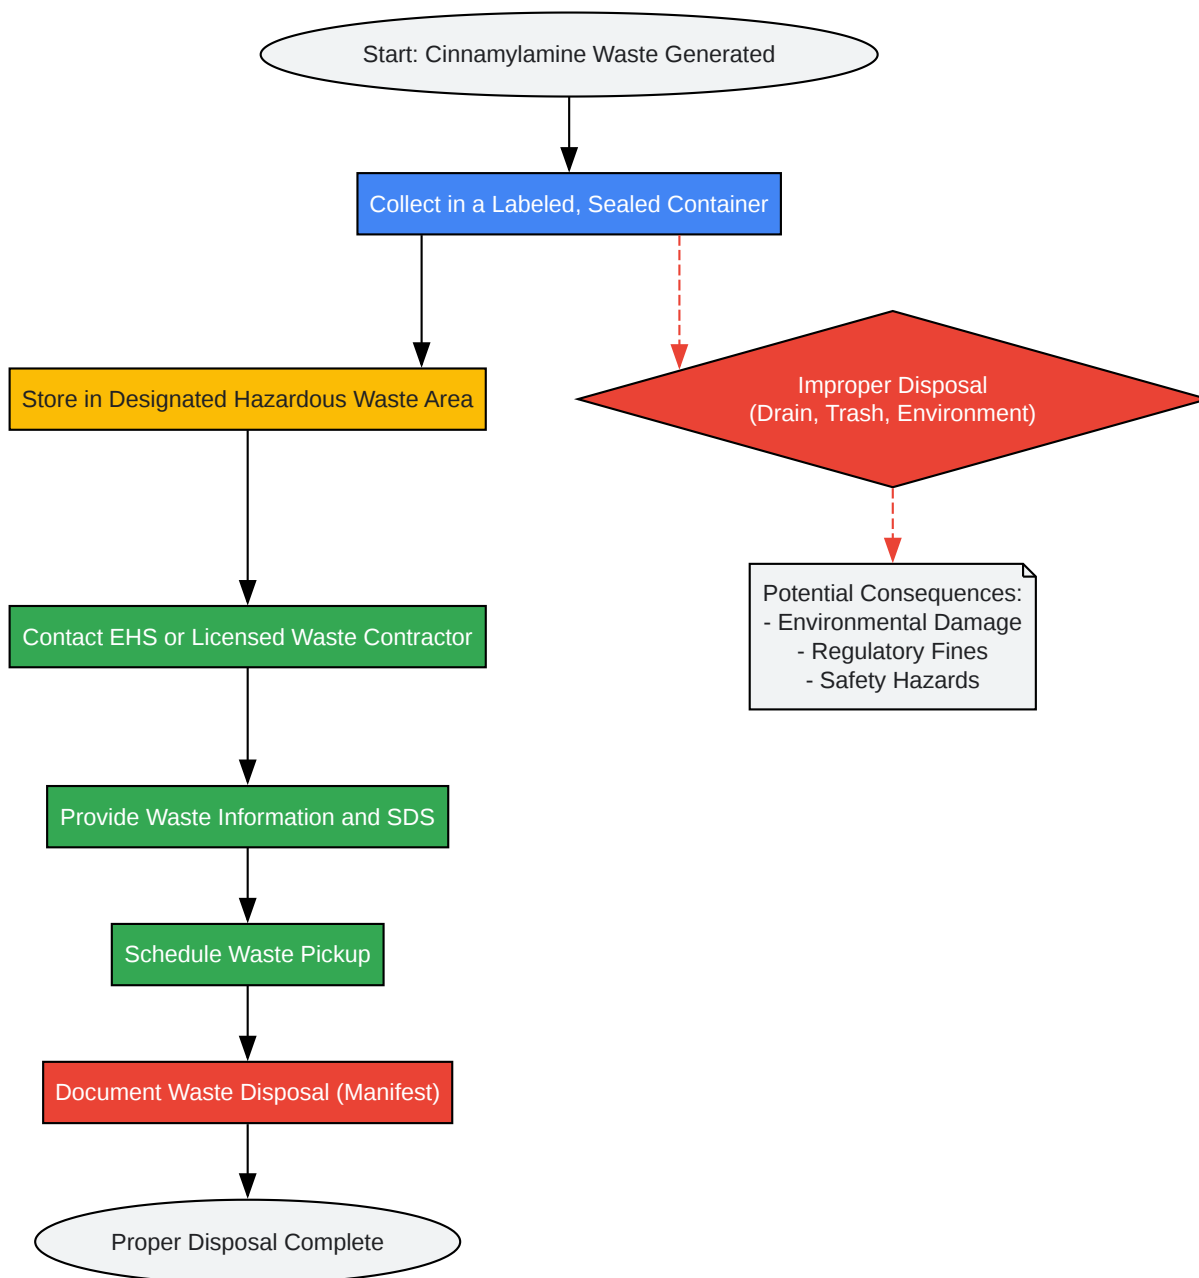 Start: Cinnamylamine Waste Generated
Collect in a Labeled, Sealed Container
Store in Designated Hazardous Waste Area
Improper Disposal
(Drain, Trash, Environment)
Contact EHS or Licensed Waste Contractor
Potential Consequences:
- Environmental Damage
- Regulatory Fines
- Safety Hazards
Provide Waste Information and SDS
Schedule Waste Pickup
Document Waste Disposal (Manifest)
Proper Disposal Complete